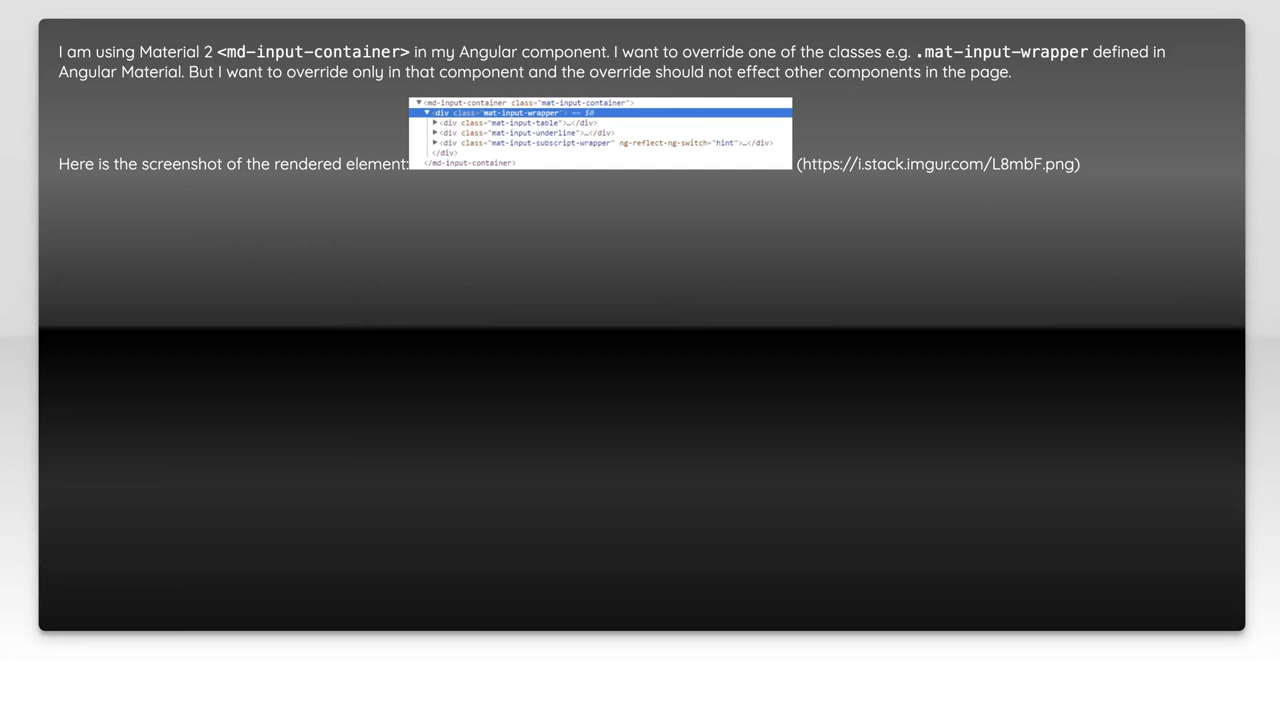 I am using Material 2 <md-input-container> in my Angular component. I want to override one of the classes e.g. .mat-input-wrapper defined in
Angular Material. But I want to override only in that component and the override should not effect other components in the page.
▼<md-input-container class="mat-input-container">
▼<div class="mat-input-wrapper"> == $0
▶<div class="mat-input-table">…</div>
▶<div class="mat-input-underline">…</div>
▶<div class="mat-input-subscript-wrapper" ng-reflect-ng-switch="hint">…</div>
</div>
</md-input-container>
Here is the screenshot of the rendered element: (https://i.stack.imgur.com/L8mbF.png)